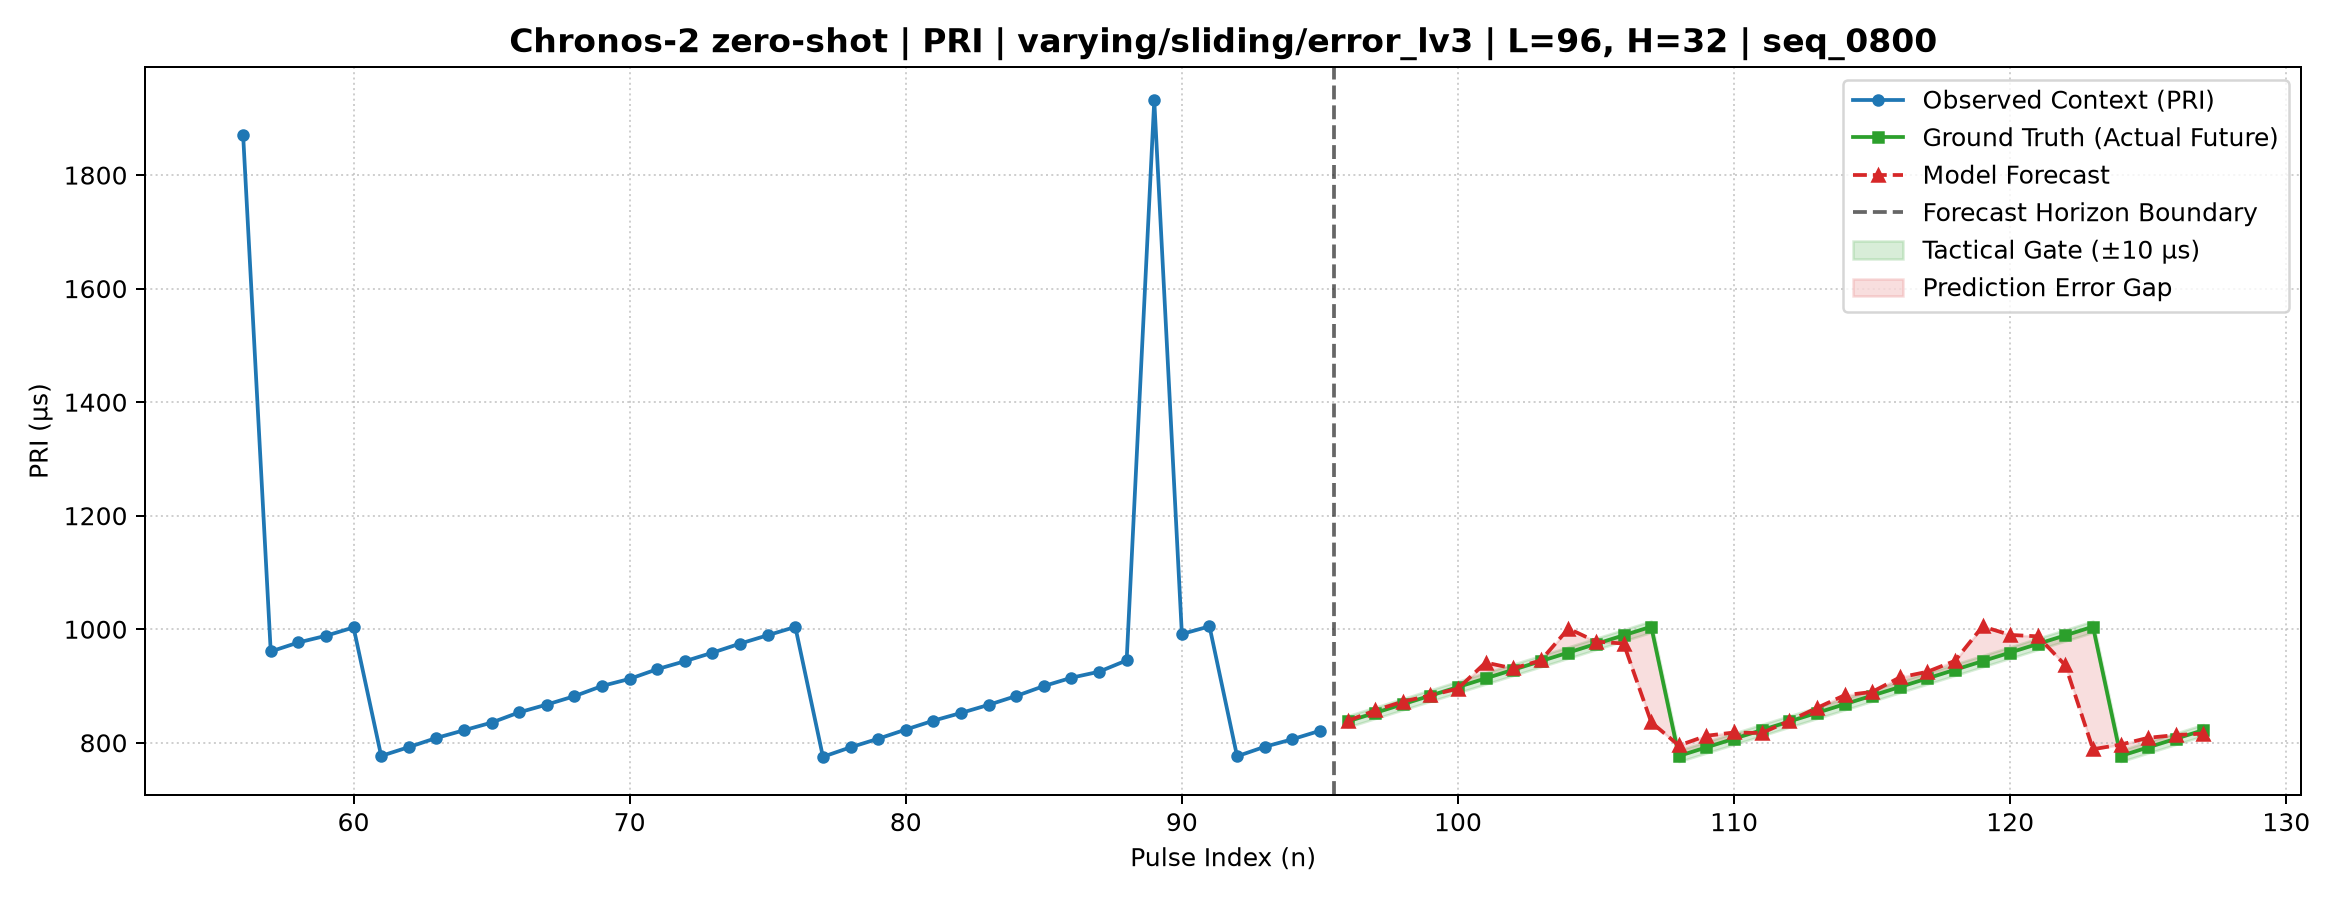 Chronos-2 zero-shot | PRI | varying/sliding/error_lv3 | L=96, H=32 | seq_0800
Observed Context (PRI)
Ground Truth (Actual Future)
Model Forecast
Forecast Horizon Boundary
Tactical Gate (±10 µs)
Prediction Error Gap
PRI (µs)
1800
1600
1400
1200
1000
800
60 70 80 90 100 110 120 130
Pulse Index (n)